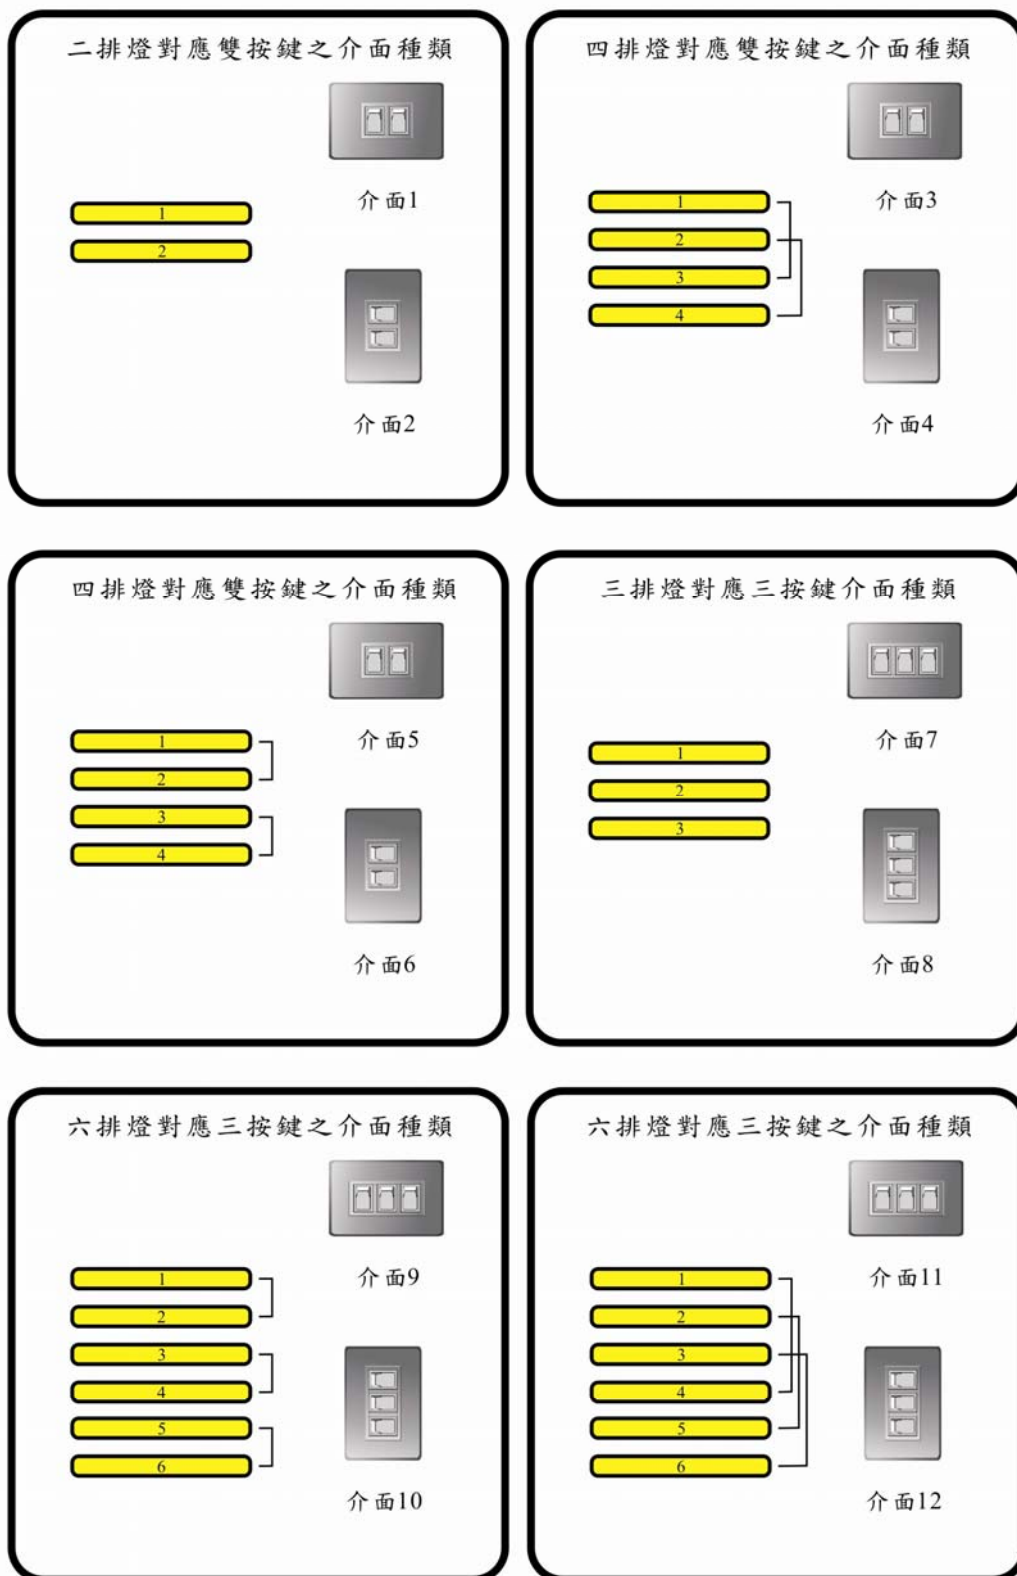 二排燈對應雙按鍵之介面種類
介面1
1
2
介面2
四排燈對應雙按鍵之介面種類
介面3
1
2
3
4
介面4
四排燈對應雙按鍵之介面種類
介面5
1
2
3
4
介面6
三排燈對應三按鍵介面種類
介面7
1
2
3
介面8
六排燈對應三按鍵之介面種類
介面9
1
2
3
4
5
6
介面10
六排燈對應三按鍵之介面種類
介面11
1
2
3
4
5
6
介面12